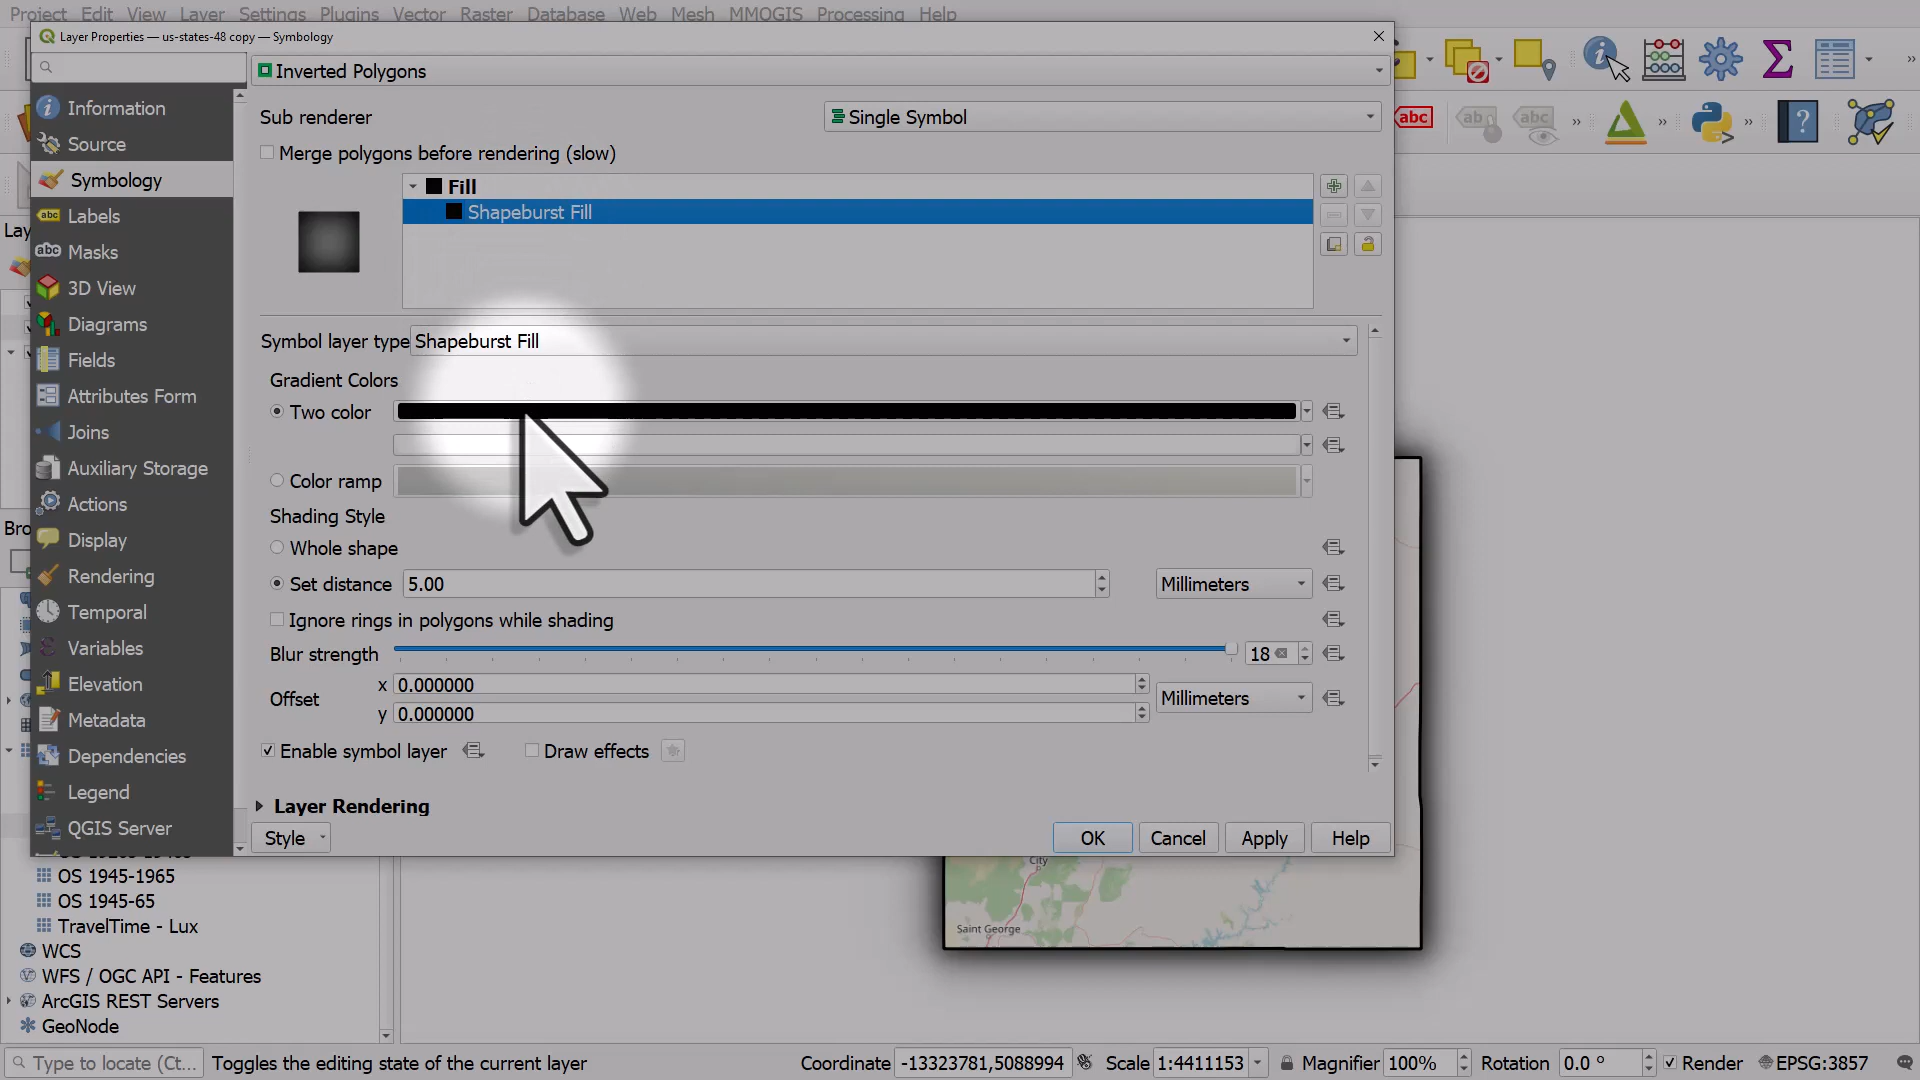 Project Edit View Layer Settings Plugins Vector Raster Database Web Mesh MMQGIS Processing Help
Layer Properties — us-states-48 copy — Symbology
Inverted Polygons
Information
Source
Symbology
Labels
Masks
3D View
Diagrams
Fields
Attributes Form
Joins
Auxiliary Storage
Actions
Display
Rendering
Temporal
Variables
Elevation
Metadata
Dependencies
Legend
QGIS Server
Sub renderer
Single Symbol
Merge polygons before rendering (slow)
Fill
Shapeburst Fill
Symbol layer type Shapeburst Fill
Gradient Colors
Two color
Color ramp
Shading Style
Whole shape
Set distance 5.00 Millimeters
Ignore rings in polygons while shading
Blur strength 18
Offset x 0.000000 Millimeters
y 0.000000
Enable symbol layer Draw effects
Layer Rendering
Style OK Cancel Apply Help
abc
abc
abc
Lay
Bro
OS 1945-1965
OS 1945-65
TravelTime - Lux
WCS
WFS / OGC API - Features
ArcGIS REST Servers
GeoNode
City
Saint George
Type to locate (Ct... Toggles the editing state of the current layer Coordinate -13323781,5088994 Scale 1:4411153 Magnifier 100% Rotation 0.0 ° Render EPSG:3857